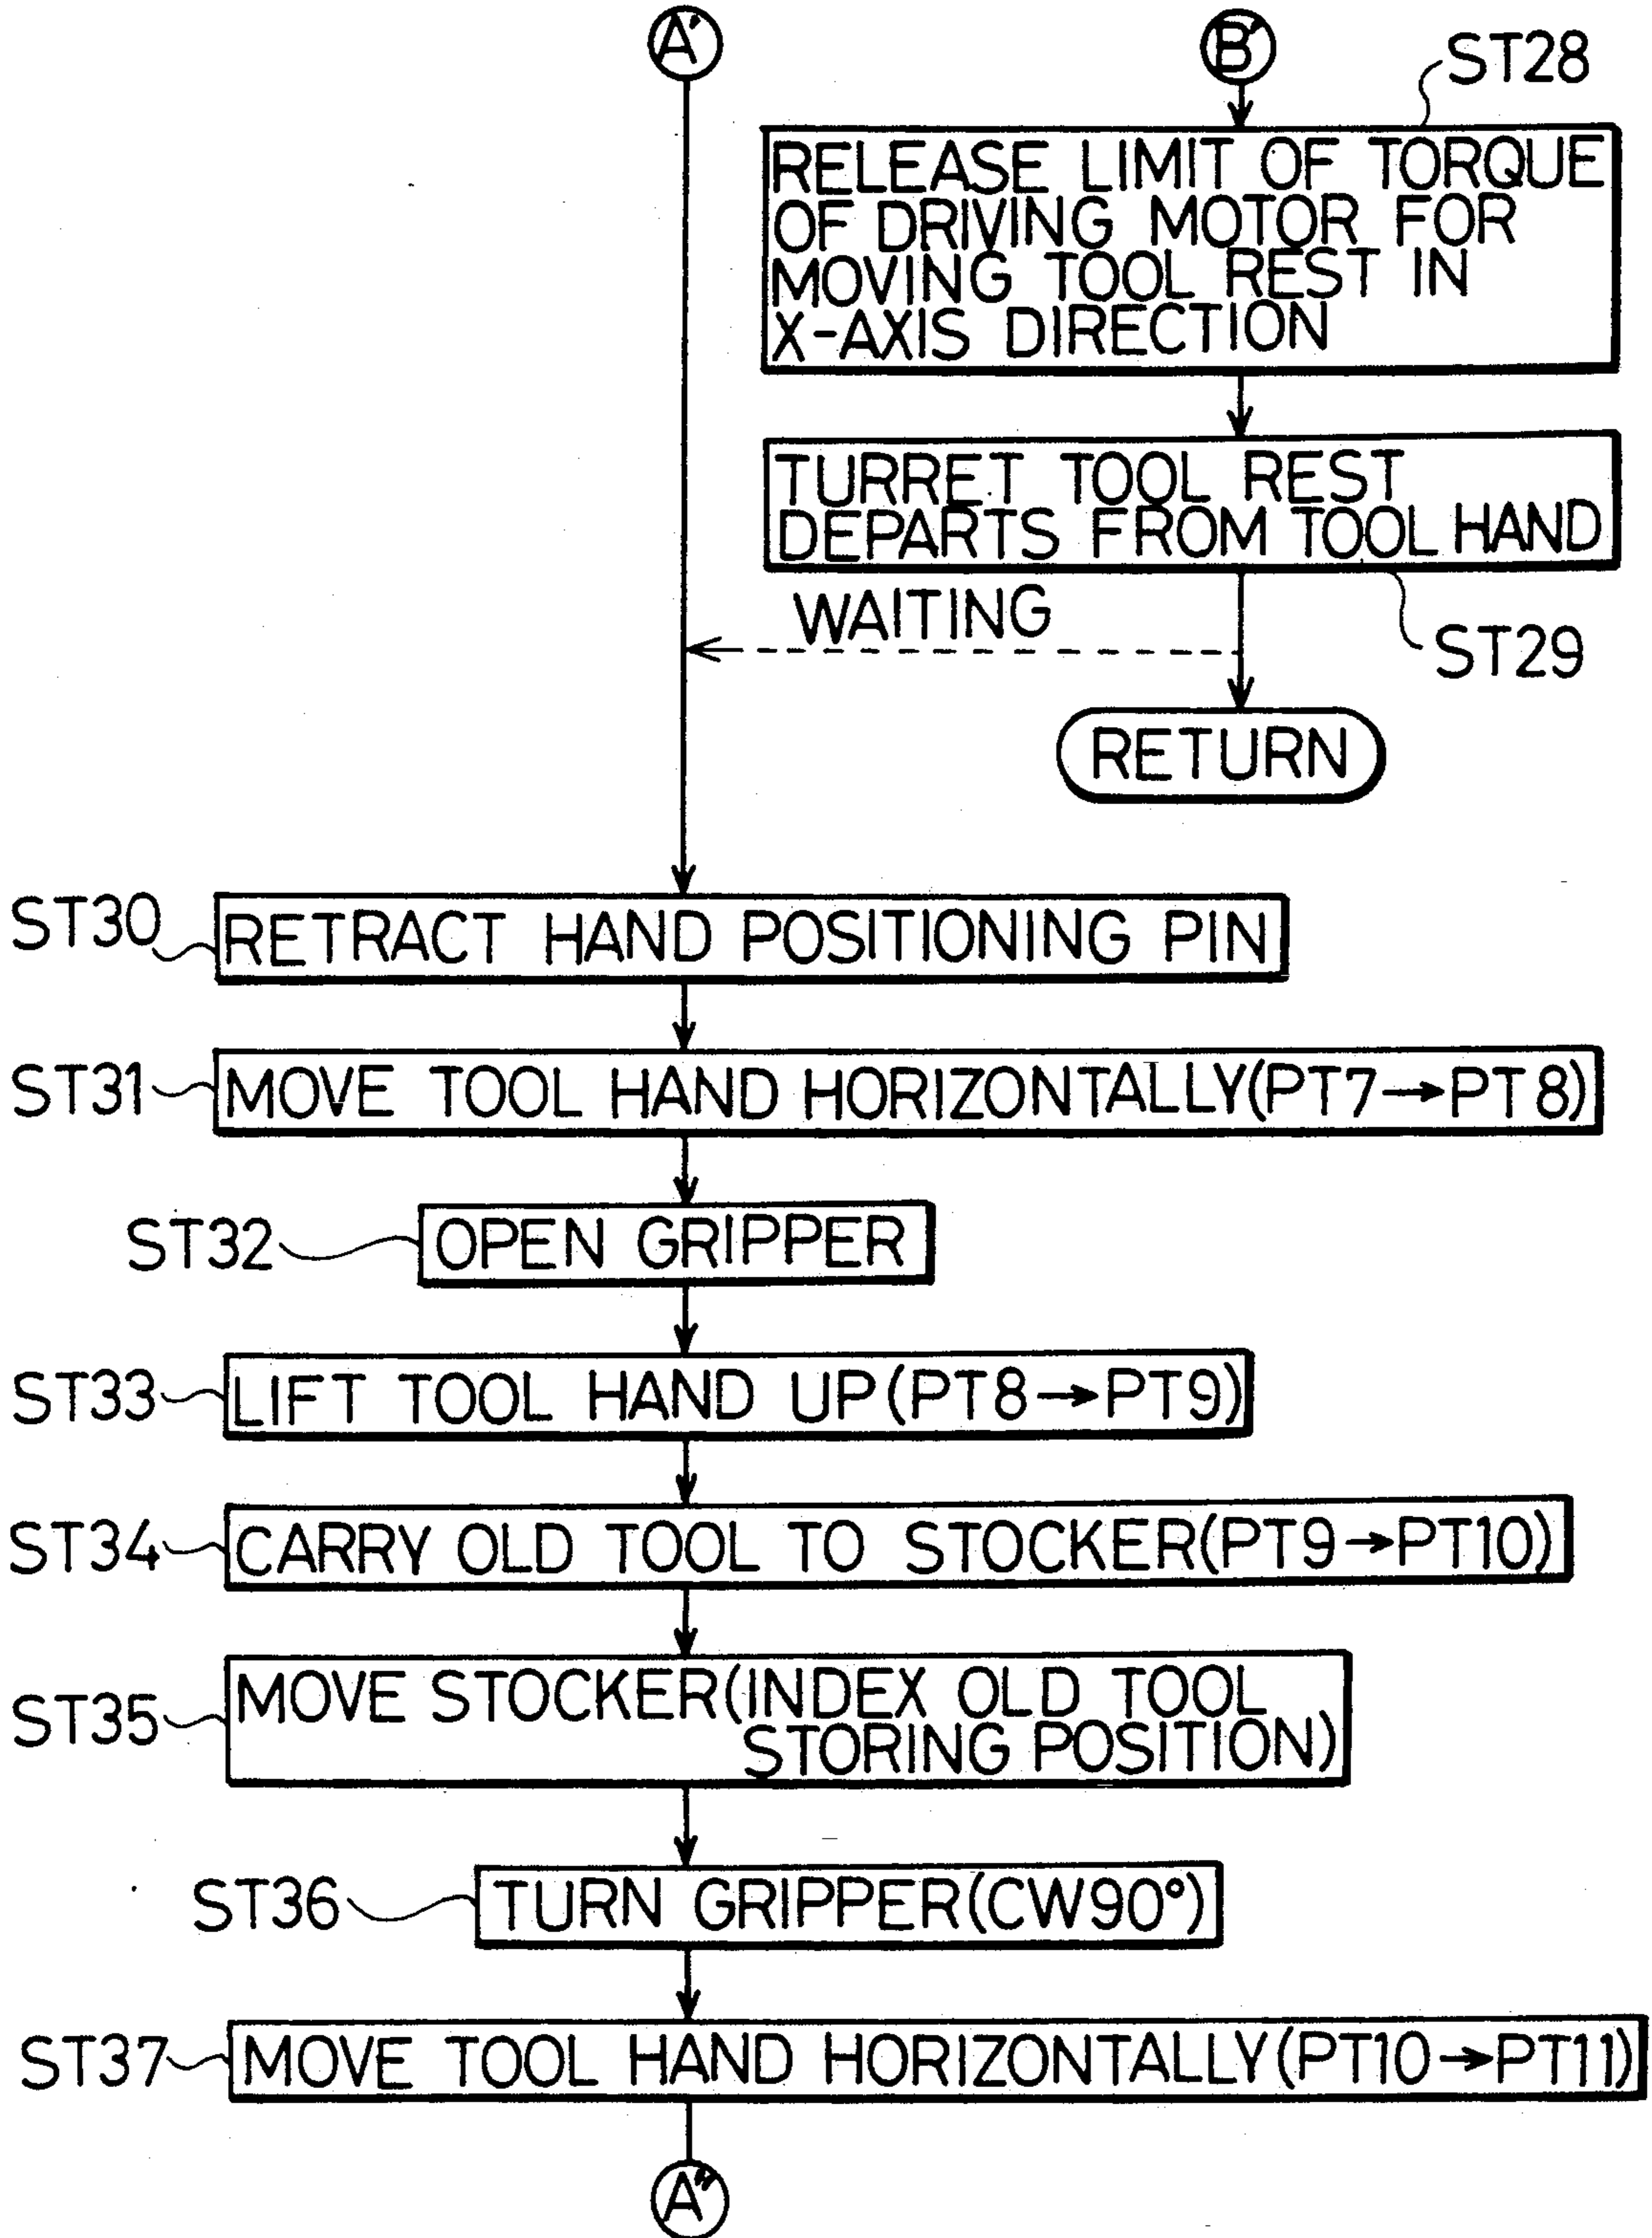 A'
B'
ST28
RELEASE LIMIT OF TORQUE
OF DRIVING MOTOR FOR
MOVING TOOL REST IN
X-AXIS DIRECTION
TURRET TOOL REST
DEPARTS FROM TOOL HAND
WAITING
ST29
RETURN
ST30
RETRACT HAND POSITIONING PIN
ST31
MOVE TOOL HAND HORIZONTALLY(PT7→PT8)
ST32
OPEN GRIPPER
ST33
LIFT TOOL HAND UP(PT8→PT9)
ST34
CARRY OLD TOOL TO STOCKER(PT9→PT10)
ST35
MOVE STOCKER(INDEX OLD TOOL
STORING POSITION)
ST36
TURN GRIPPER(CW90°)
ST37
MOVE TOOL HAND HORIZONTALLY(PT10→PT11)
A"